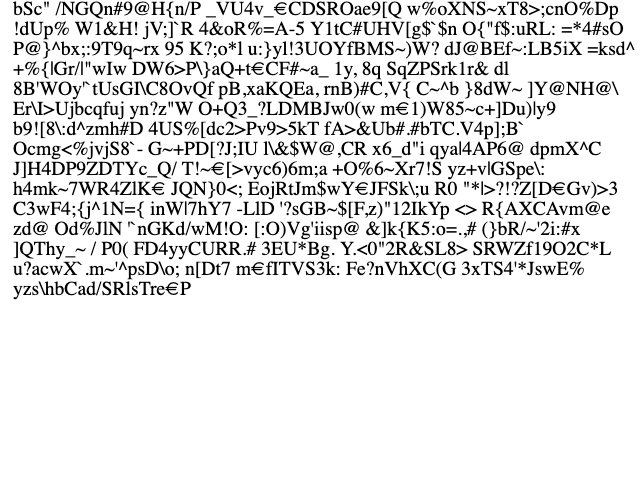 bSc" /NGQn#9@H{n/P _VU4v_€CDSROae9[Q w%oXNS~xT8>;cnO%Dp
!dUp% W1&H! jV;]`R 4&oR%=A-5 Y1tC#UHV[g$`$n O{"f$:uRL: =*4#sO
P@}^bx;:9T9q~rx 95 K?;o*l u:}yl!3UOYfBMS~)W? dJ@BEf~:LB5iX =ksd^
+%{|Gr/|"wIw DW6>P\}aQ+t€CF#~a_ 1y, 8q SqZPSrk1r& dl
8B'WOy`tUsGI\C8OvQf pB,xaKQEa, rnB)#C,V{ C~^b }8dW~ ]Y@NH@\
Er\I>Ujbcqfuj yn?z"W O+Q3_?LDMBJw0(w m€1)W85~c+]Du)|y9
b9![8\:d^zmh#D 4US%[dc2>Pv9>5kT fA>&Ub#.#bTC.V4p];B`
Ocmg<%jvjS8`- G~+PD[?J;IU l\&$W@,CR x6_d"i qya|4AP6@ dpmX^C
J]H4DP9ZDTYc_Q/ T!~€[>vyc6)6m;a +O%6~Xr7!S yz+v|GSpe\:
h4mk~7WR4ZlK€ JQN}0<; EojRtJm$wY€JFSk\;u R0 "*|>?!?Z[D€Gv)>3
C3wF4;{j^1N={ inW|7hY7 -LlD '?sGB~$[F,z)"12IkYp <> R{AXCAvm@e
zd@ Od%JlN '`nGKd/wM!O: [:O)Vg'iisp@ &]k{K5:o=.,# (}bR/~'2i:#x
]QThy_~ / P0( FD4yyCURR.# 3EU*Bg. Y.<0"2R&SL8> SRWZf19O2C*L
u?acwX`.m~'^psD\o; n[Dt7 m€fITVS3k: Fe?nVhXC(G 3xTS4'*JswE%
yzs\hbCad/SRlsTre€P